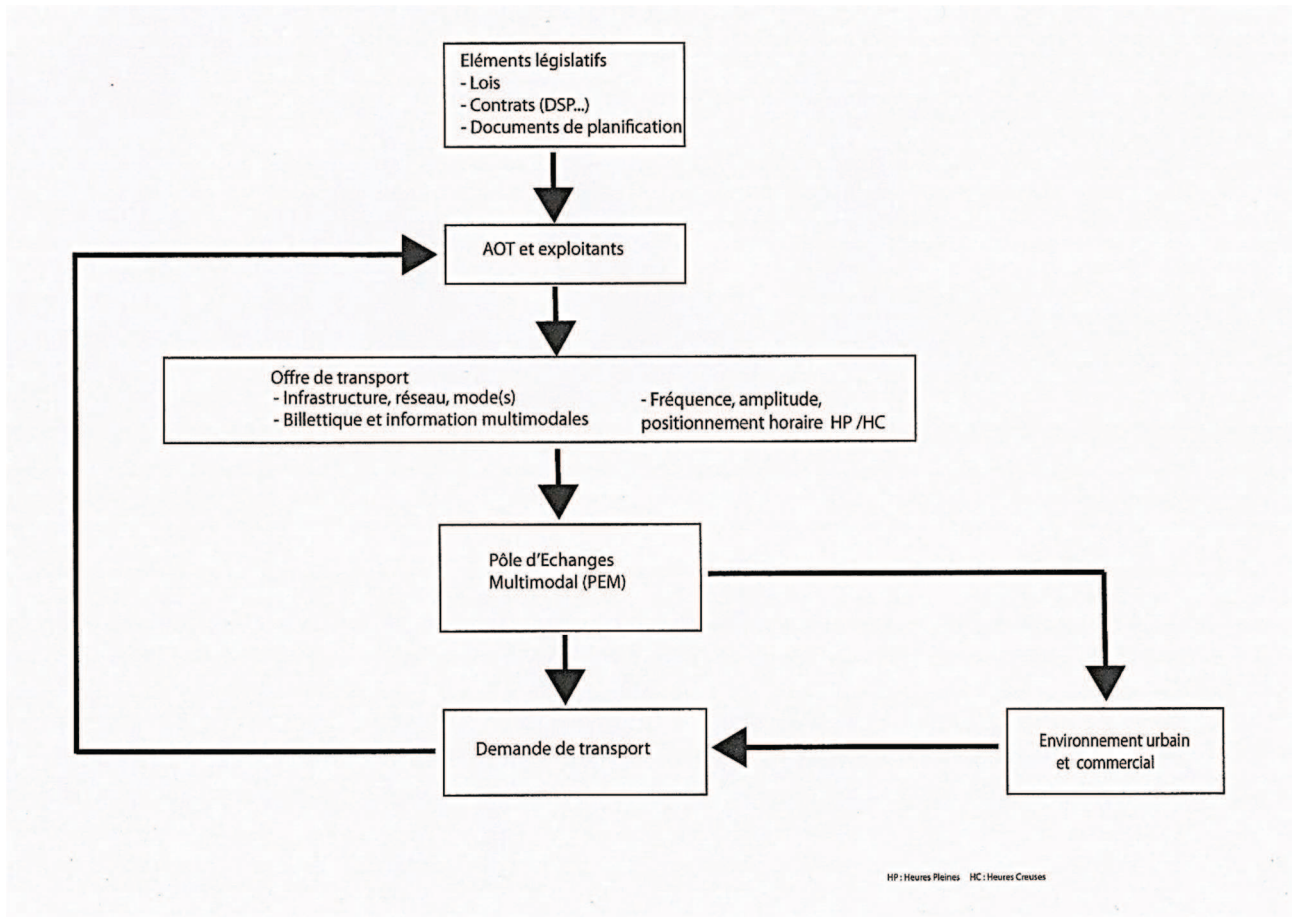 Eléments législatifs
- Lois
- Contrats (DSP...)
- Documents de planification
AOT et exploitants
Offre de transport
- Infrastructure, réseau, mode(s)
- Billettique et information multimodales
- Fréquence, amplitude,
positionnement horaire HP /HC
Pôle d'Echanges
Multimodal (PEM)
Demande de transport
Environnement urbain
et commercial
HP : Heures Pleines HC : Heures Creuses